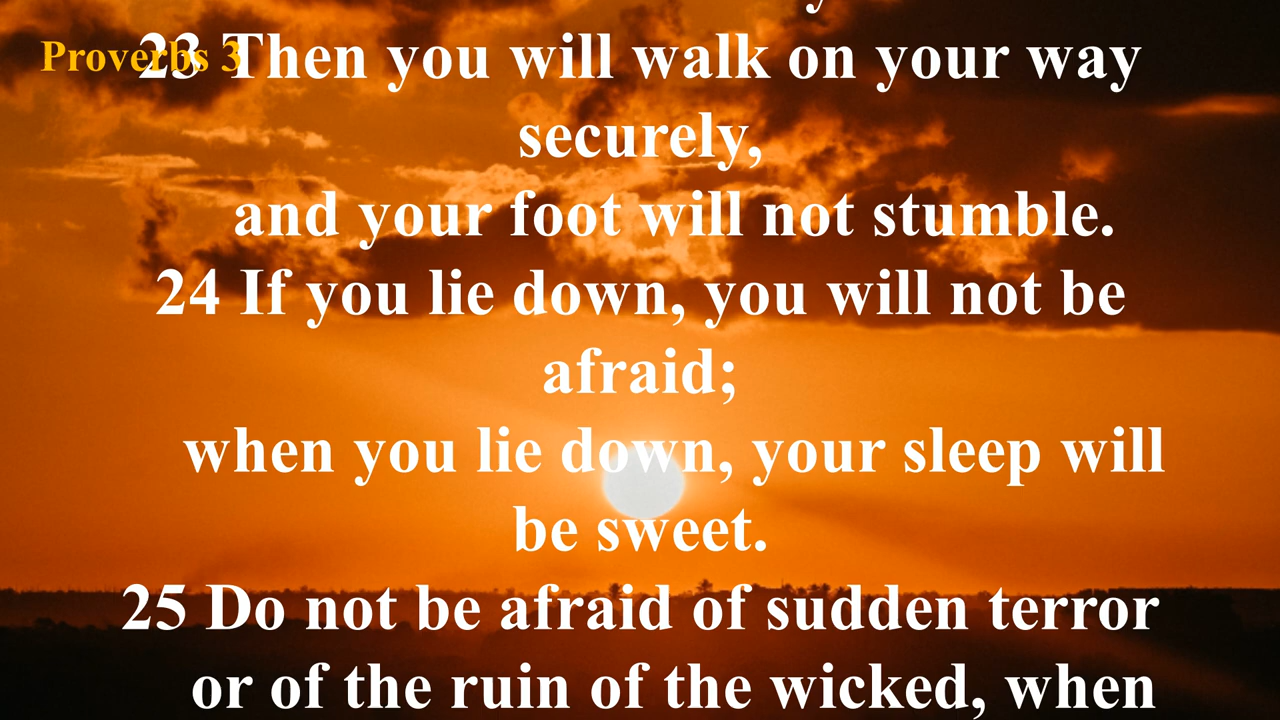 Proverbs 3
23 Then you will walk on your way
securely,
and your foot will not stumble.
24 If you lie down, you will not be
afraid;
when you lie down, your sleep will
be sweet.
25 Do not be afraid of sudden terror
or of the ruin of the wicked, when